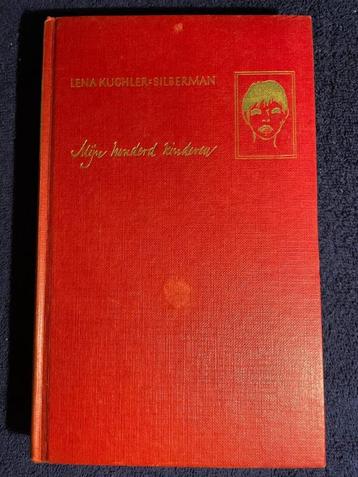 LENA KUCHLER-SILBERMAN
Mijn honderd kinderen